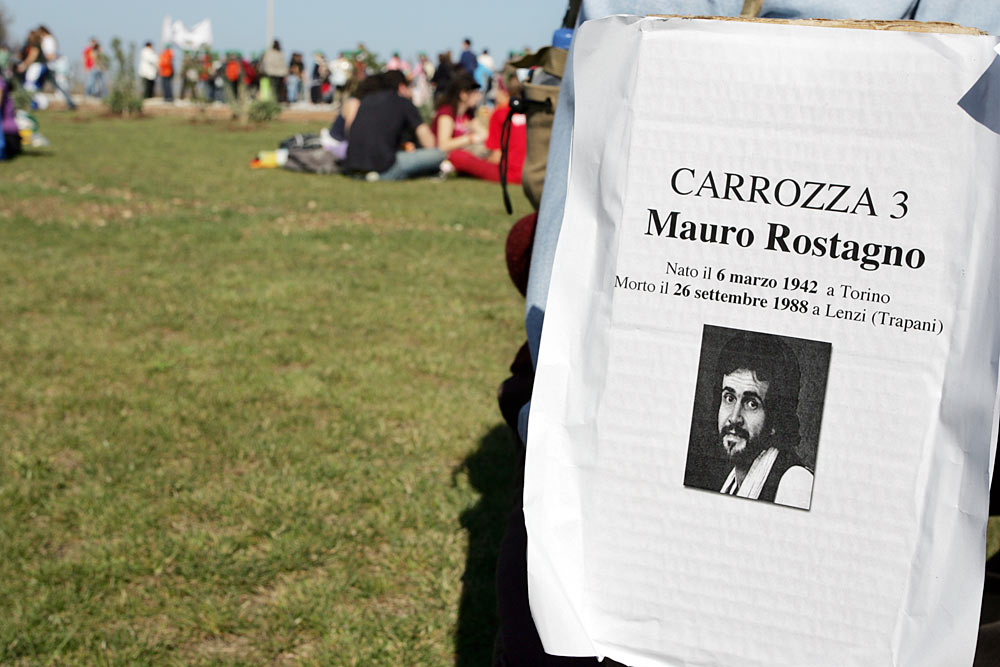 CARROZZA 3
Mauro Rostagno
Nato il 6 marzo 1942 a Torino
Morto il 26 settembre 1988 a Lenzi (Trapani)